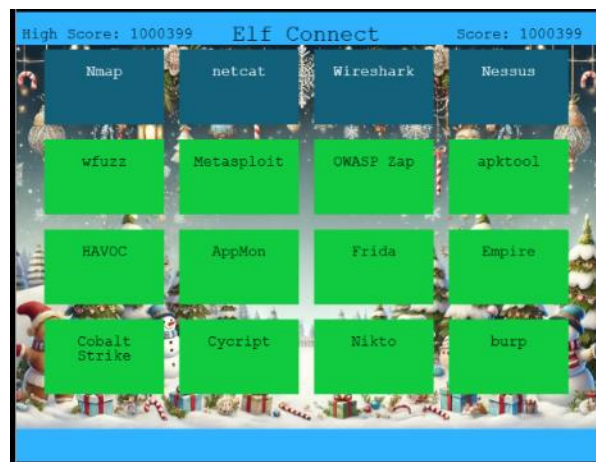 High Score: 1000399 Elf Connect Score: 1000399
Nmap netcat Wireshark Nessus
wfuzz Metasploit OWASP Zap apktool
HAVOC AppMon Frida Empire
Cobalt Cycript Nikto burp
Strike